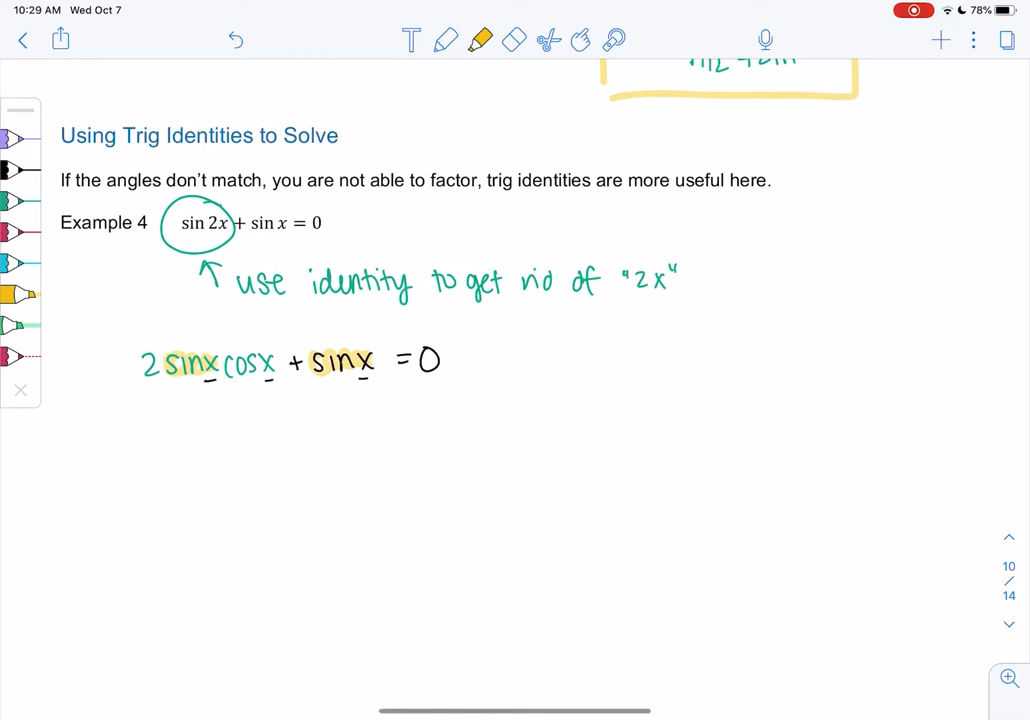 10:29 AM Wed Oct 7
78%
Using Trig Identities to Solve
If the angles don't match, you are not able to factor, trig identities are more useful here.
Example 4 sin 2x + sin x = 0
↑ use identity to get rid of "2x"
2 sinx cosx + sinx = 0
10
/
14